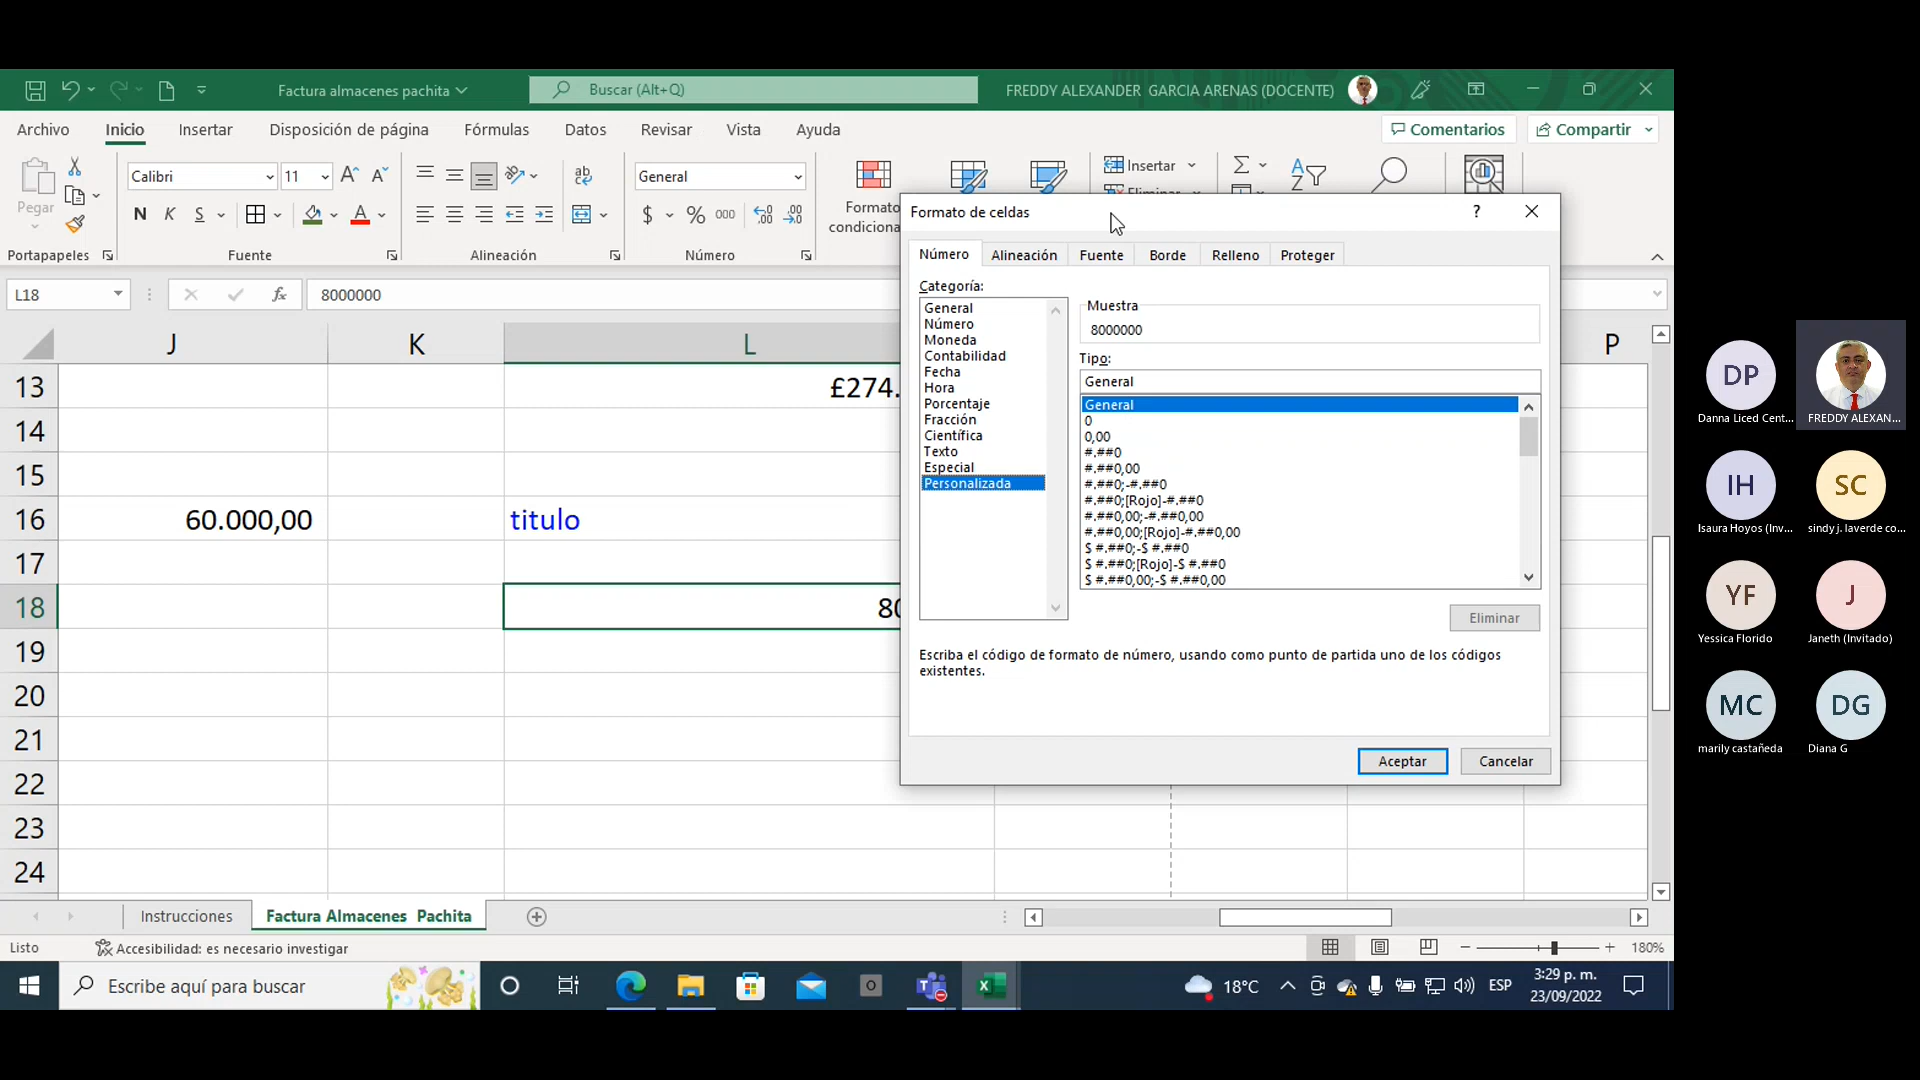 Factura almacenes pachita
Buscar (Alt+Q)
FREDDY ALEXANDER GARCIA ARENAS (DOCENTE)
Archivo Inicio Insertar Disposición de página Fórmulas Datos Revisar Vista Ayuda
Comentarios Compartir
Pegar
Calibri 11
General
Insertar
Eliminar
N K S
$ % 000
Formato
condiciona
Portapapeles Fuente Alineación Número
L18 fx 8000000
J K L P
13 £274.
14
15
16 60.000,00 titulo
17
18 80
19
20
21
22
23
24
Formato de celdas
Número Alineación Fuente Borde Relleno Proteger
Categoría:
General
Número
Moneda
Contabilidad
Fecha
Hora
Porcentaje
Fracción
Científica
Texto
Especial
Personalizada
Muestra
8000000
Tipo:
General
General
0
0,00
#.##0
#.##0,00
#.##0;-#.##0
#.##0;[Rojo]-#.##0
#.##0,00;-#.##0,00
#.##0,00;[Rojo]-#.##0,00
$ #.##0;-$ #.##0
$ #.##0;[Rojo]-$ #.##0
$ #.##0,00;-$ #.##0,00
Eliminar
Escriba el código de formato de número, usando como punto de partida uno de los códigos
existentes.
Aceptar Cancelar
Instrucciones Factura Almacenes Pachita
Listo Accesibilidad: es necesario investigar 180%
Escribe aquí para buscar
18°C ESP
3:29 p. m.
23/09/2022
DP
Danna Liced Cent...
FREDDY ALEXAN...
IH
Isaura Hoyos (Inv...
SC
sindy j. laverde co...
YF
Yessica Florido
J
Janeth (Invitado)
MC
marily castañeda
DG
Diana G